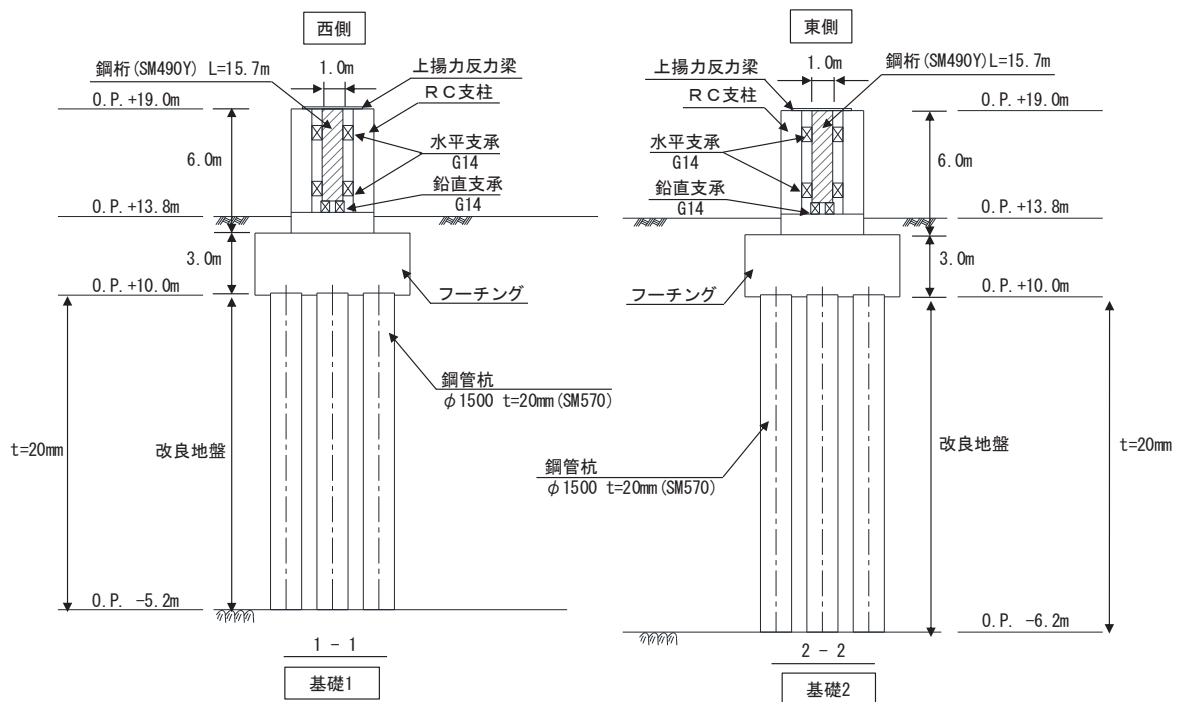 西側
鋼桁(SM490Y) L=15.7m
1.0m
上揚力反力梁
RC支柱
O.P.+19.0m
6.0m
水平支承
G14
鉛直支承
G14
O.P.+13.8m
3.0m
O.P.+10.0m
フーチング
鋼管杭
φ1500 t=20mm(SM570)
t=20mm
改良地盤
O.P. -5.2m
1 - 1
基礎1
東側
鋼桁(SM490Y)L=15.7m
1.0m
上揚力反力梁
RC支柱
O.P.+19.0m
水平支承
G14
6.0m
鉛直支承
G14
O.P.+13.8m
3.0m
フーチング
O.P.+10.0m
改良地盤
t=20mm
鋼管杭
φ1500 t=20mm(SM570)
O.P. -6.2m
2 - 2
基礎2